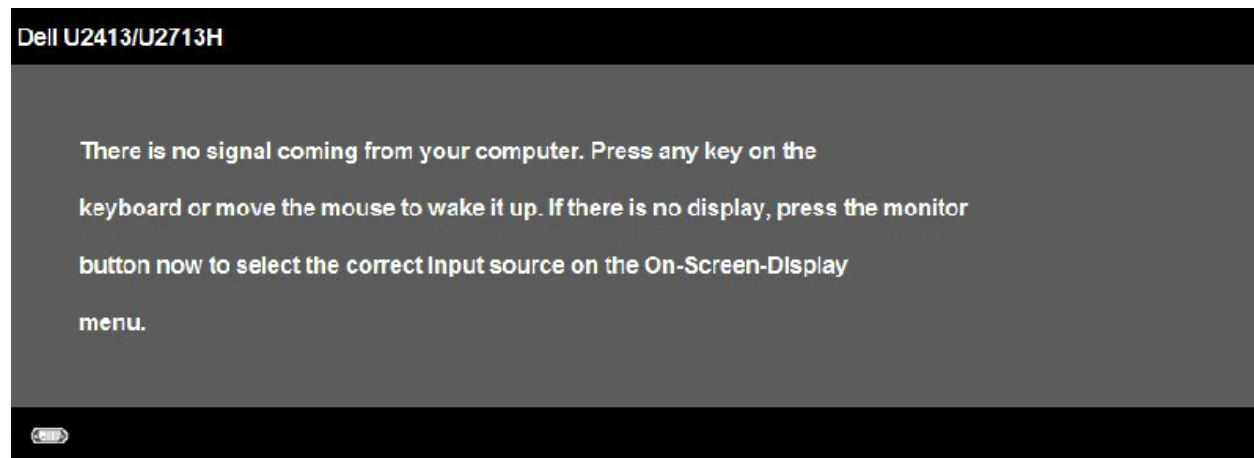 Dell U2413/U2713H
There is no signal coming from your computer. Press any key on the
keyboard or move the mouse to wake it up. If there is no display, press the monitor
button now to select the correct input source on the On-Screen-Display
menu.